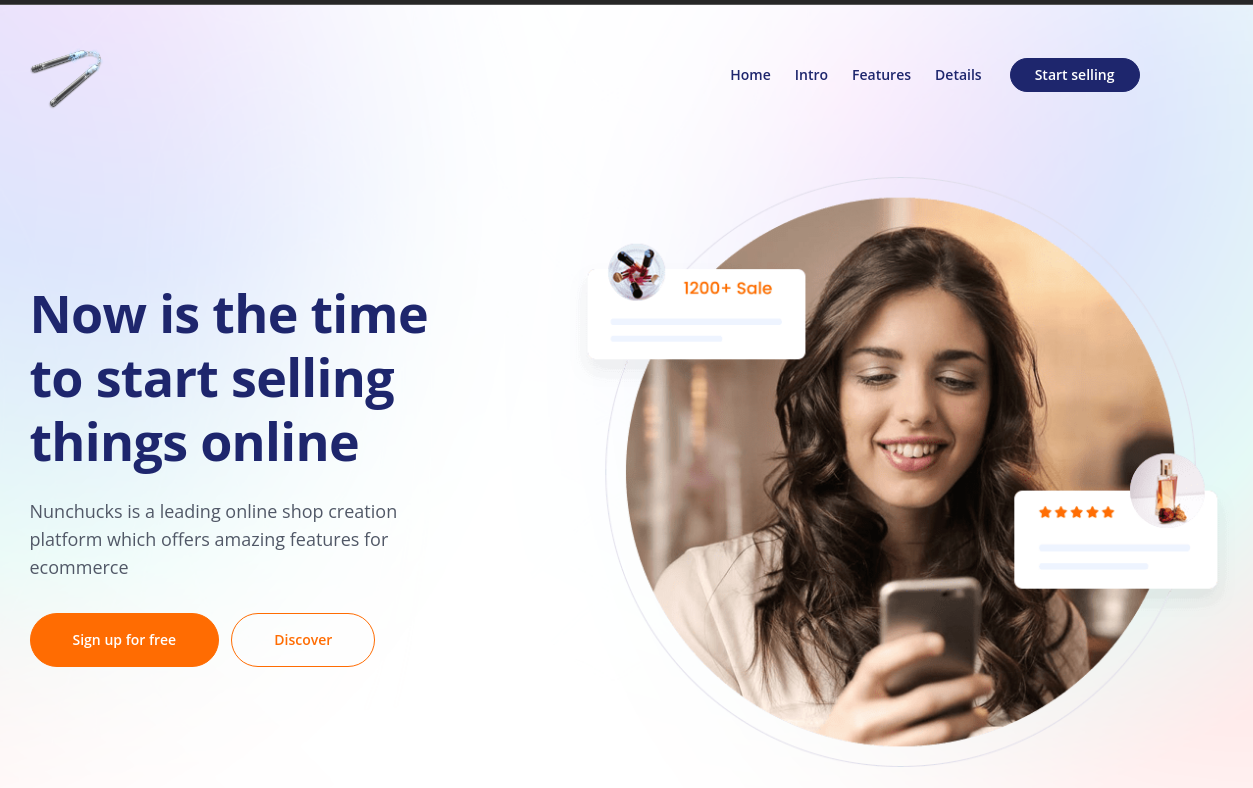 Home Intro Features Details Start selling
1200+ Sale
Now is the time
to start selling
things online
Nunchucks is a leading online shop creation
platform which offers amazing features for
ecommerce
Sign up for free Discover